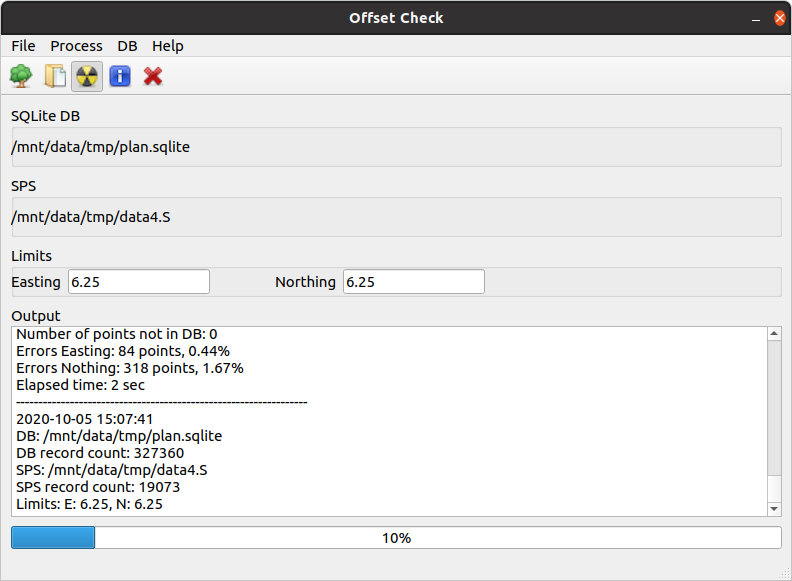 Offset Check
File Process DB Help
SQLite DB
/mnt/data/tmp/plan.sqlite
SPS
/mnt/data/tmp/data4.S
Limits
Easting 6.25 Northing 6.25
Output
Number of points not in DB: 0
Errors Easting: 84 points, 0.44%
Errors Nothing: 318 points, 1.67%
Elapsed time: 2 sec
-----------------------------------------------------------------
2020-10-05 15:07:41
DB: /mnt/data/tmp/plan.sqlite
DB record count: 327360
SPS: /mnt/data/tmp/data4.S
SPS record count: 19073
Limits: E: 6.25, N: 6.25
10%